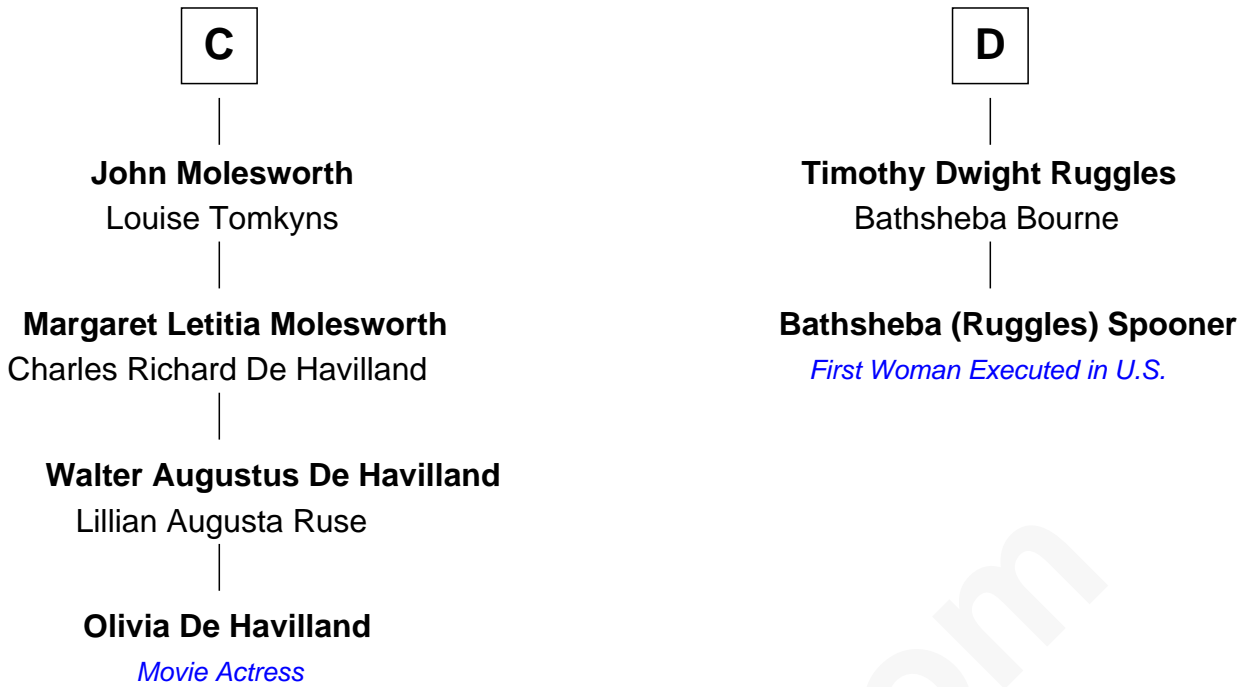 C
John Molesworth
Louise Tomkyns
Margaret Letitia Molesworth
Charles Richard De Havilland
Walter Augustus De Havilland
Lillian Augusta Ruse
Olivia De Havilland
Movie Actress
D
Timothy Dwight Ruggles
Bathsheba Bourne
Bathsheba (Ruggles) Spooner
First Woman Executed in U.S.
om